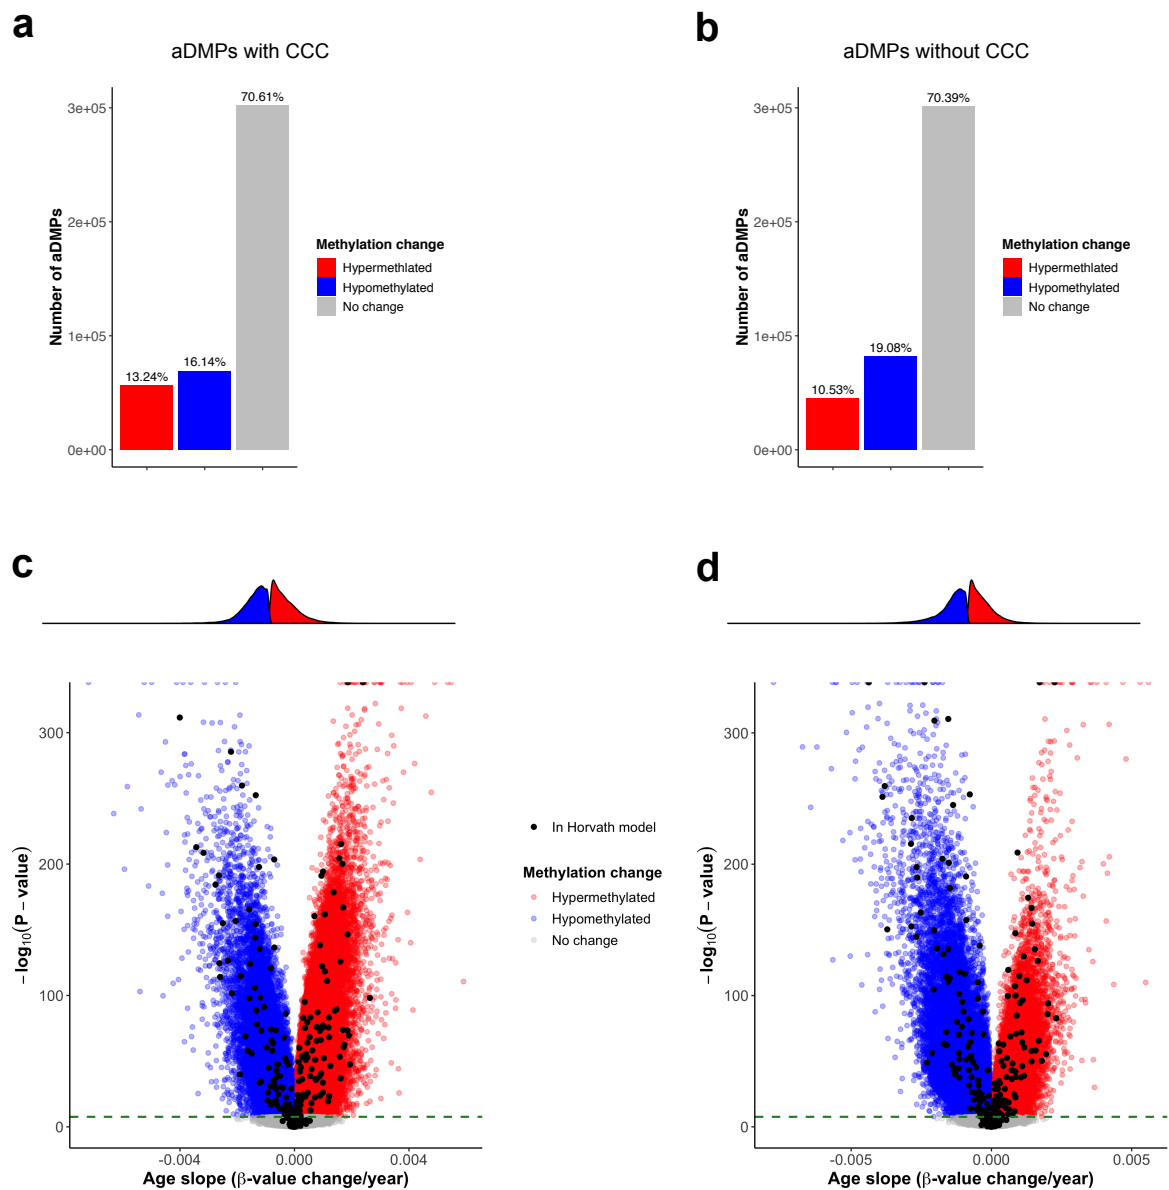 a
aDMPs with CCC
Number of aDMPs
3e+05
2e+05
1e+05
0e+00
13.24%
16.14%
70.61%
Methylation change
Hypermethlated
Hypomethylated
No change
b
aDMPs without CCC
Number of aDMPs
3e+05
2e+05
1e+05
0e+00
10.53%
19.08%
70.39%
Methylation change
Hypermethlated
Hypomethylated
No change
c
−log10(P − value)
300
200
100
0
-0.004
0.000
0.004
Age slope (β-value change/year)
In Horvath model
Methylation change
Hypermethylated
Hypomethylated
No change
d
−log10(P − value)
300
200
100
0
-0.005
0.000
0.005
Age slope (β-value change/year)